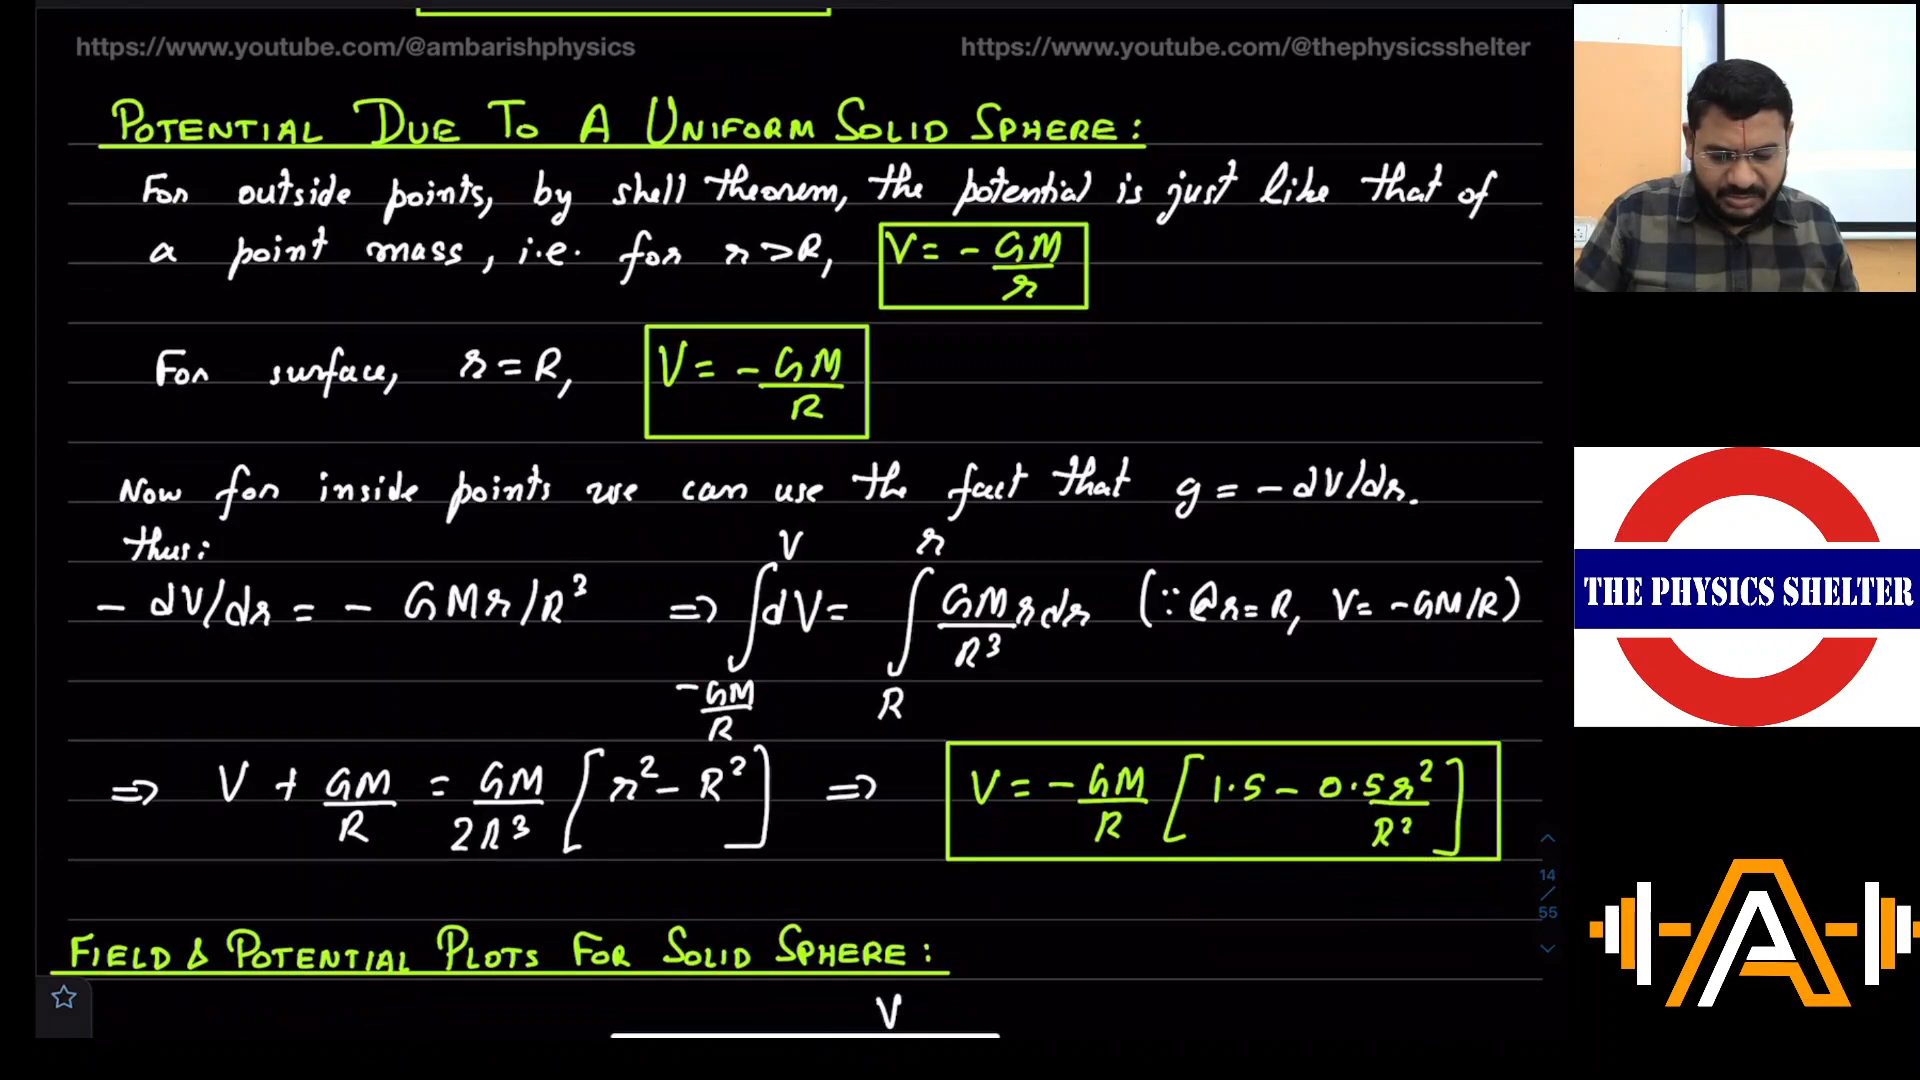 https://www.youtube.com/@ambarishphysics https://www.youtube.com/@thephysicsshelter
POTENTIAL DUE TO A UNIFORM SOLID SPHERE:
For outside points, by shell theorem, the potential is just like that of
a point mass, i.e. for r>R, V = - GM/r
For surface, r = R, V = - GM/R
Now for inside points we can use the fact that g = - dV/dr.
thus:
- dV/dr = - GMr/R³ ⇒ ∫_{-GM/R}^{V} dV = ∫_{R}^{r} GM/R³ r dr (∵ @ r = R, V = -GM/R)
⇒ V + GM/R = GM/2R³ [r² - R²] ⇒ V = - GM/R [1.5 - 0.5 r²/R²]
FIELD & POTENTIAL PLOTS FOR SOLID SPHERE:
V
14
/
55
THE PHYSICS SHELTER
A